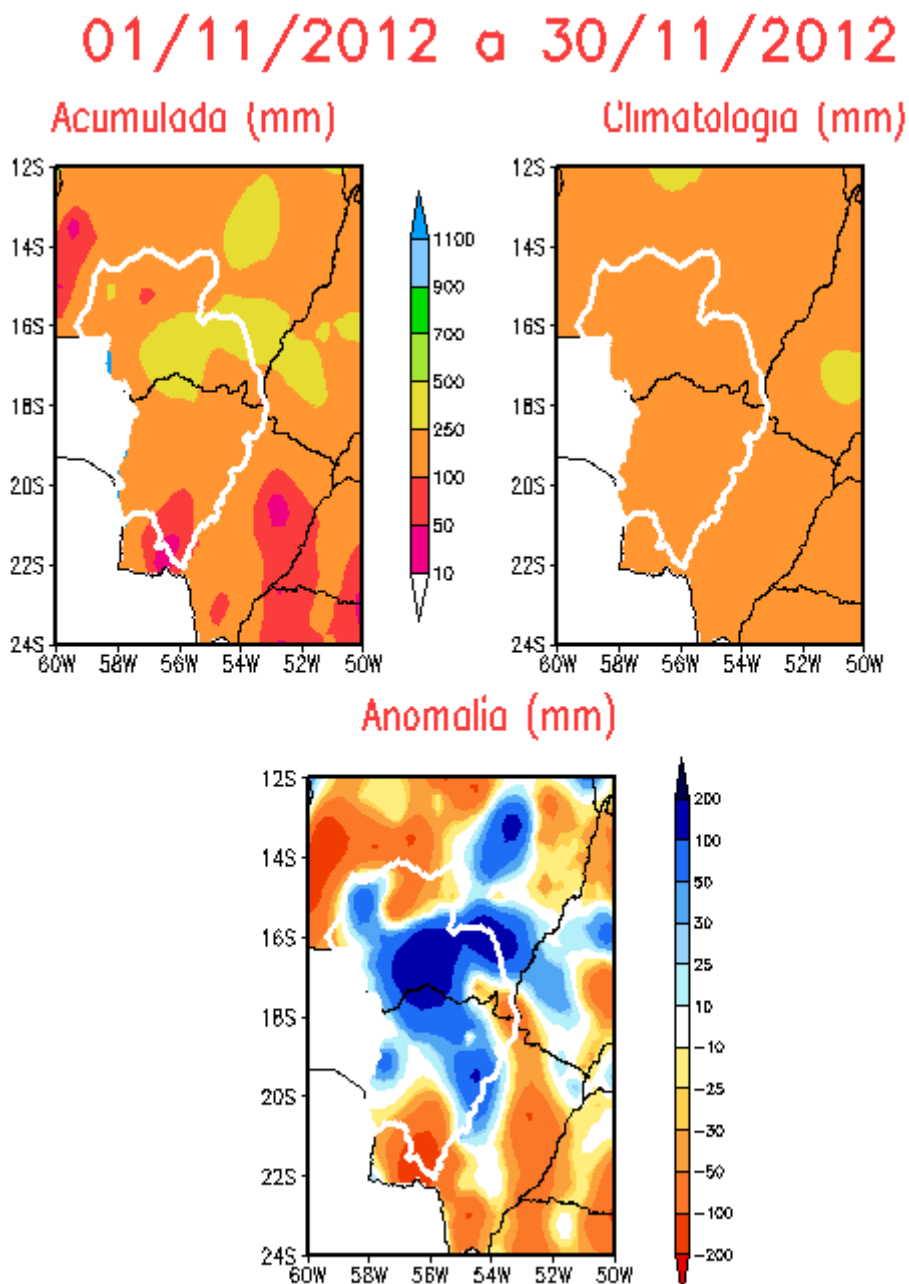 01/11/2012 a 30/11/2012
Acumulada (mm)
Climatologia (mm)
12S
14S
16S
18S
20S
22S
24S
60W 58W 56W 54W 52W 50W
1100
900
700
500
250
100
50
10
12S
14S
16S
18S
20S
22S
24S
60W 58W 56W 54W 52W 50W
Anomalia (mm)
12S
14S
16S
18S
20S
22S
24S
60W 58W 56W 54W 52W 50W
200
100
50
30
25
10
-10
-25
-30
-50
-100
-200